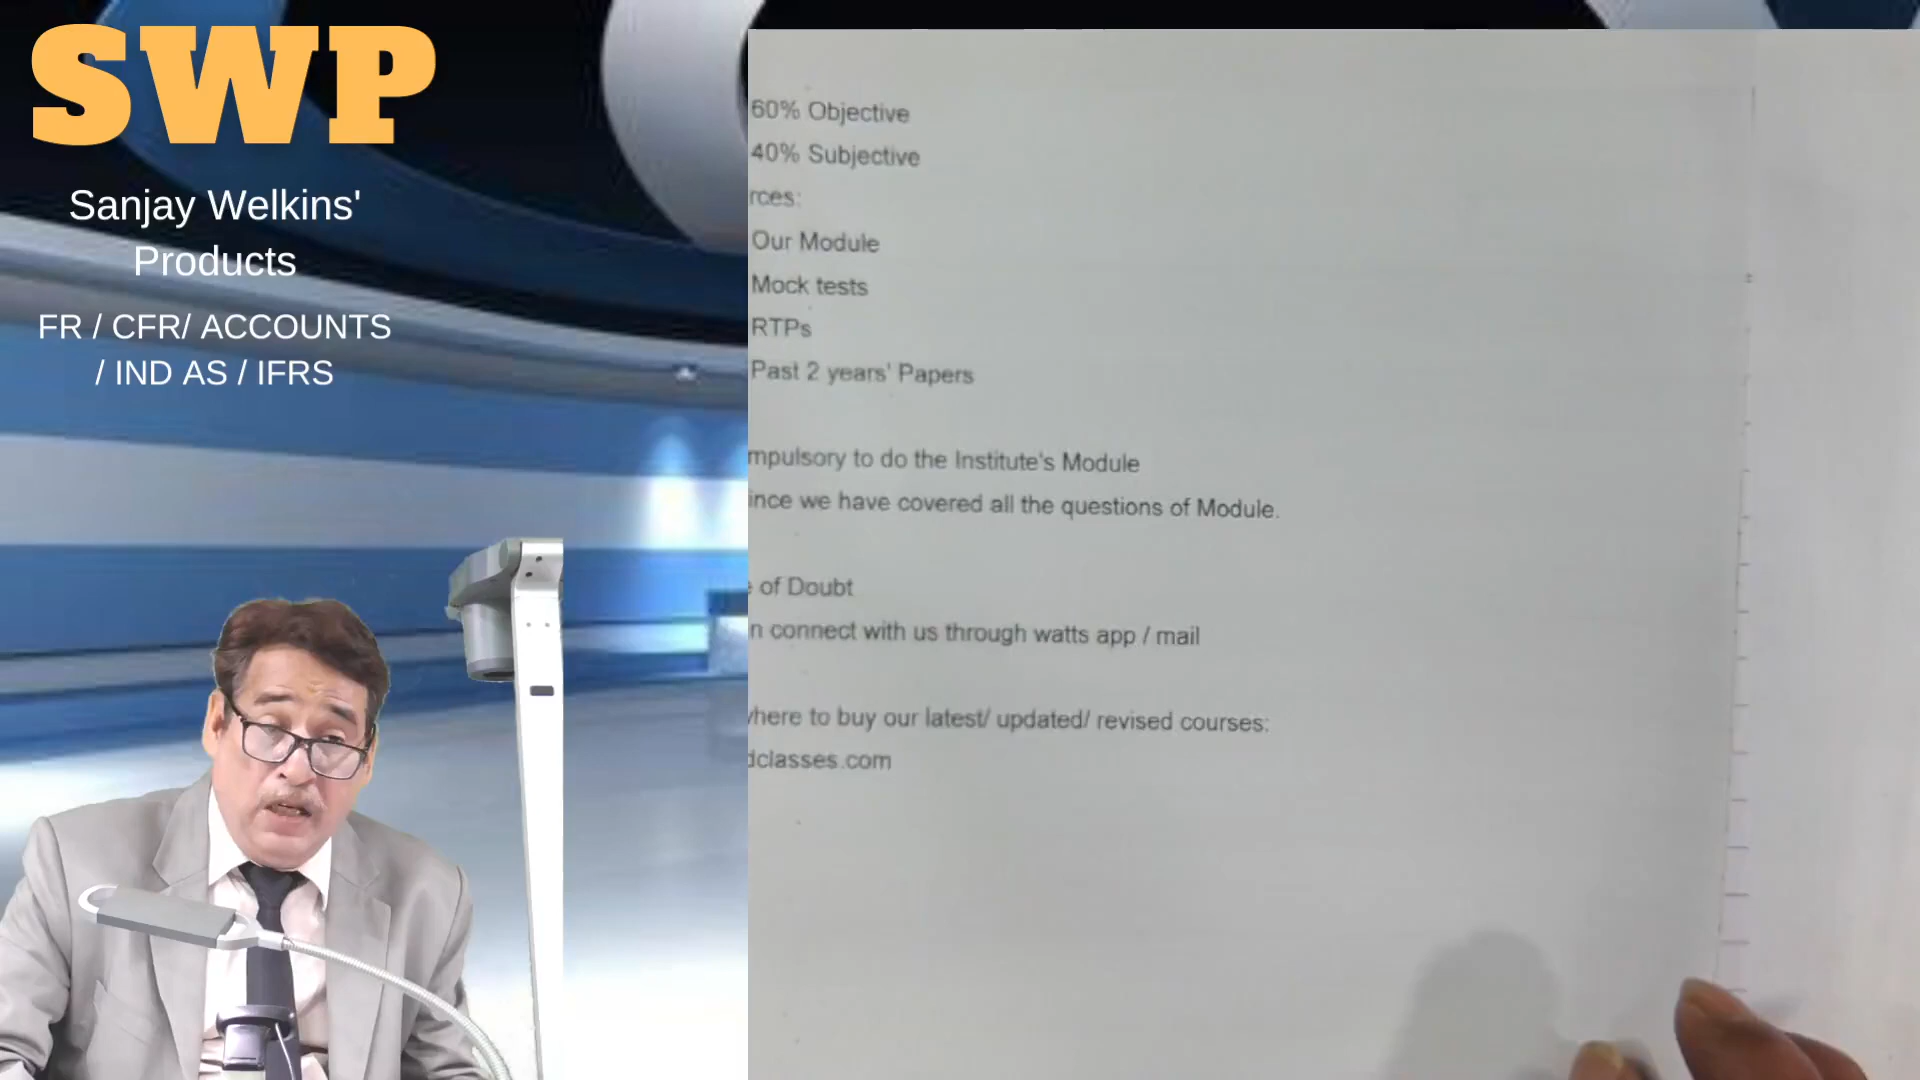 SWP
Sanjay Welkins'
Products
FR / CFR/ ACCOUNTS
/ IND AS / IFRS
60% Objective
40% Subjective
rces:
Our Module
Mock tests
RTPs
Past 2 years' Papers
mpulsory to do the Institute's Module
ince we have covered all the questions of Module.
of Doubt
n connect with us through watts app / mail
here to buy our latest/ updated/ revised courses:
dclasses.com